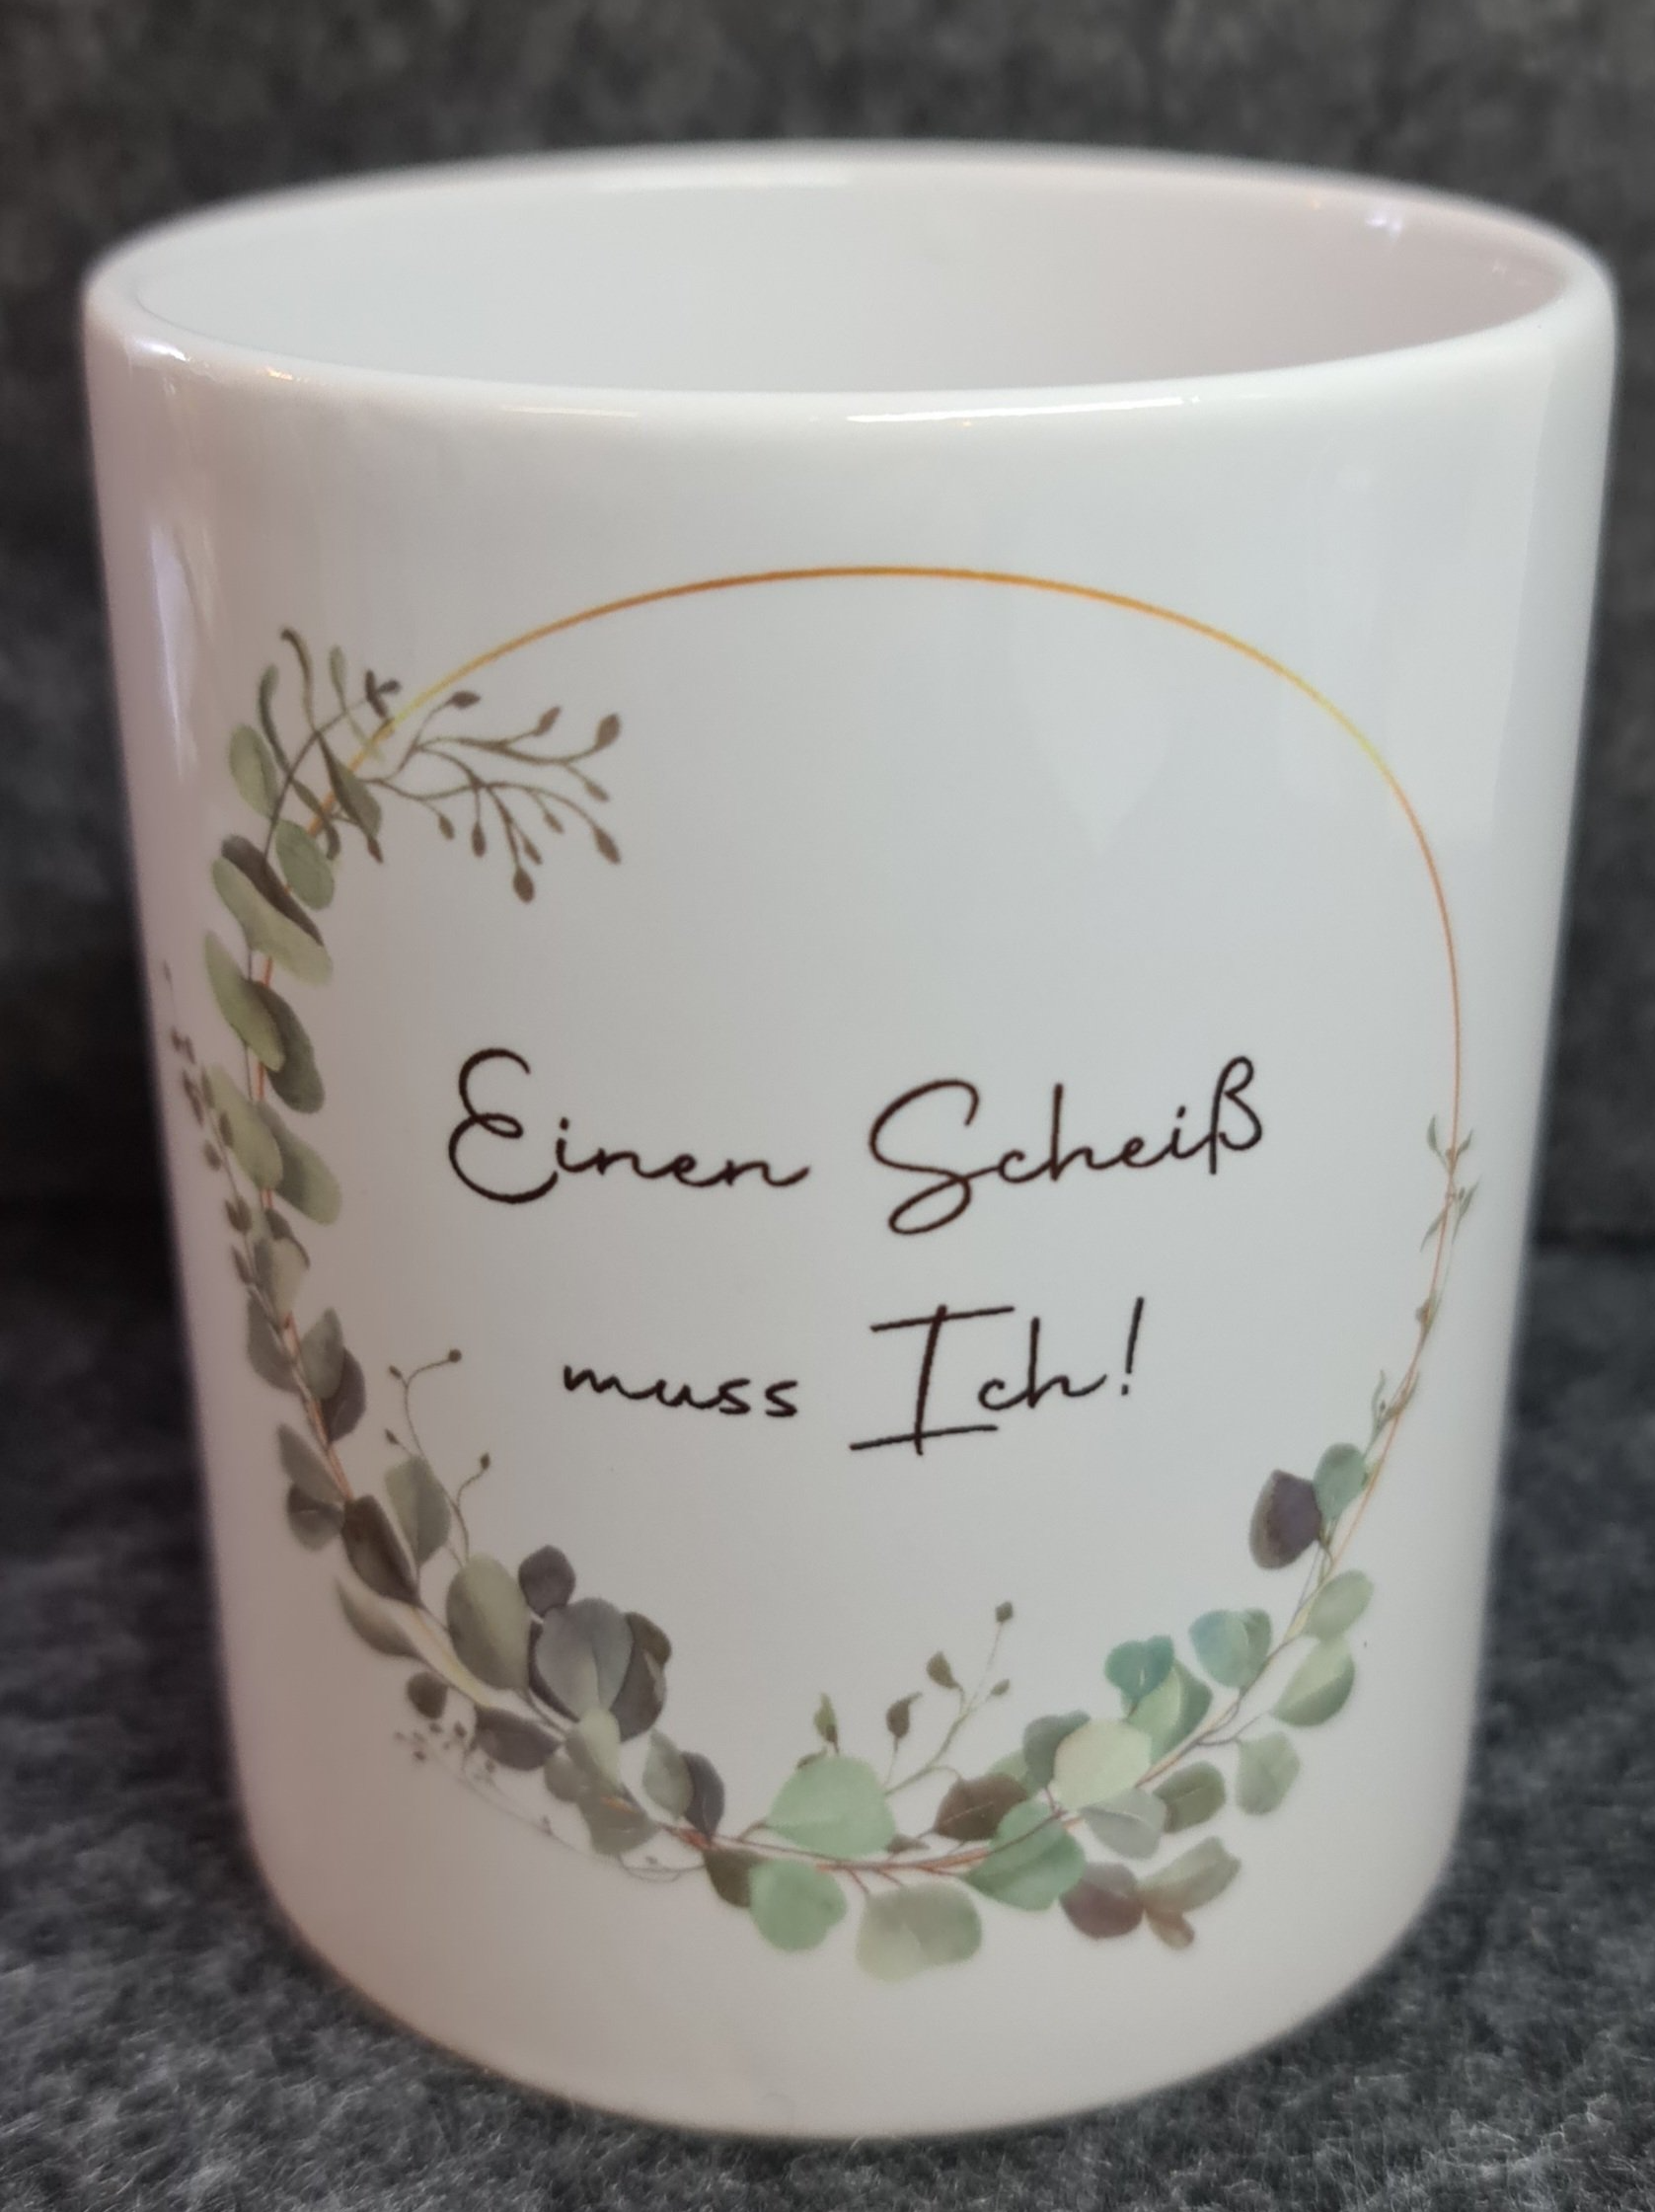 Einen Scheiß
muss Ich!